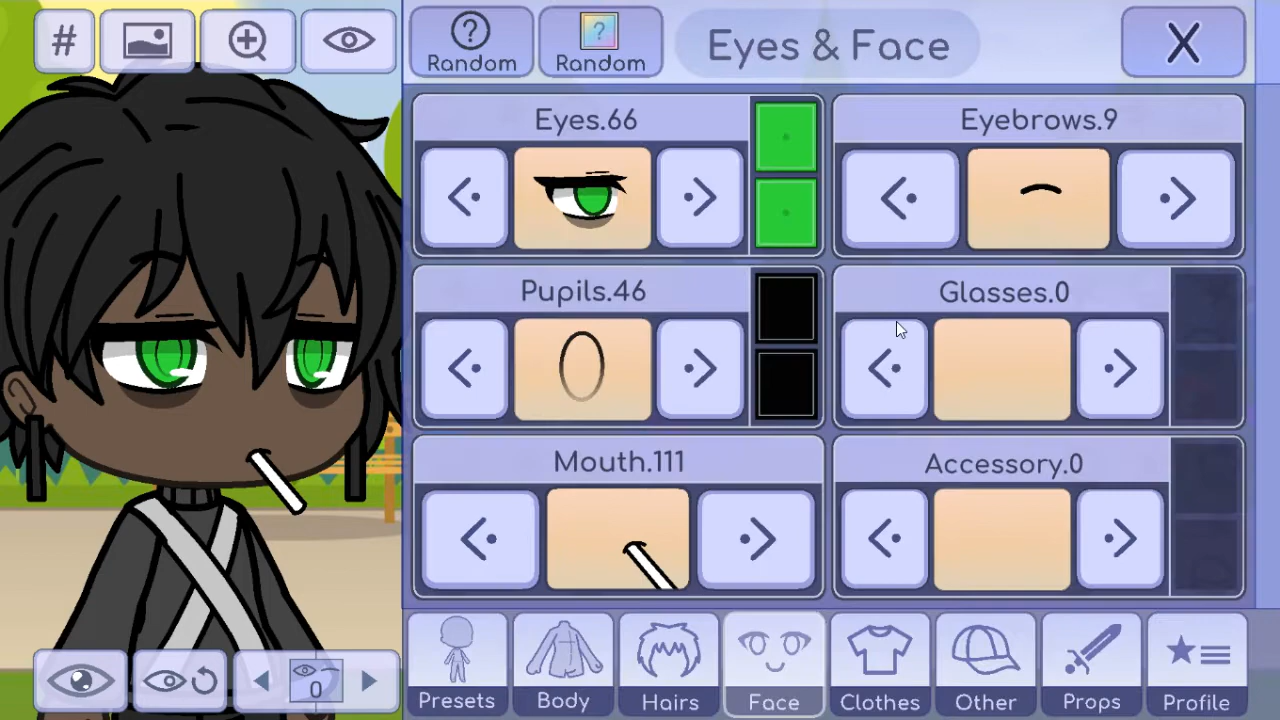 #
? Random
? Random
Eyes & Face
X
Eyes.66
Eyebrows.9
Pupils.46
Glasses.0
Mouth.111
Accessory.0
0
Presets
Body
Hairs
Face
Clothes
Other
Props
Profile